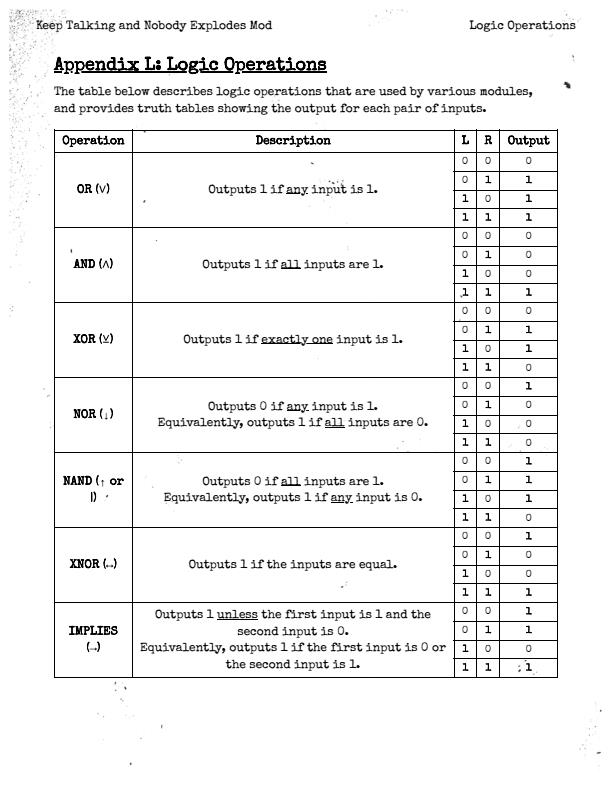 Keep Talking and Nobody Explodes Mod Logic Operations
Appendix L: Logic Operations
The table below describes logic operations that are used by various modules,
and provides truth tables showing the output for each pair of inputs.
Operation Description L R Output
OR (∨) Outputs 1 if any input is 1.
0 0 0
0 1 1
1 0 1
1 1 1
AND (∧) Outputs 1 if all inputs are 1.
0 0 0
0 1 0
1 0 0
1 1 1
XOR (⊻) Outputs 1 if exactly one input is 1.
0 0 0
0 1 1
1 0 1
1 1 0
NOR (↓)
Outputs 0 if any input is 1.
Equivalently, outputs 1 if all inputs are 0.
0 0 1
0 1 0
1 0 0
1 1 0
NAND (↑ or
|)
Outputs 0 if all inputs are 1.
Equivalently, outputs 1 if any input is 0.
0 0 1
0 1 1
1 0 1
1 1 0
XNOR (↔) Outputs 1 if the inputs are equal.
0 0 1
0 1 0
1 0 0
1 1 1
IMPLIES
(→)
Outputs 1 unless the first input is 1 and the
second input is 0.
Equivalently, outputs 1 if the first input is 0 or
the second input is 1.
0 0 1
0 1 1
1 0 0
1 1 1